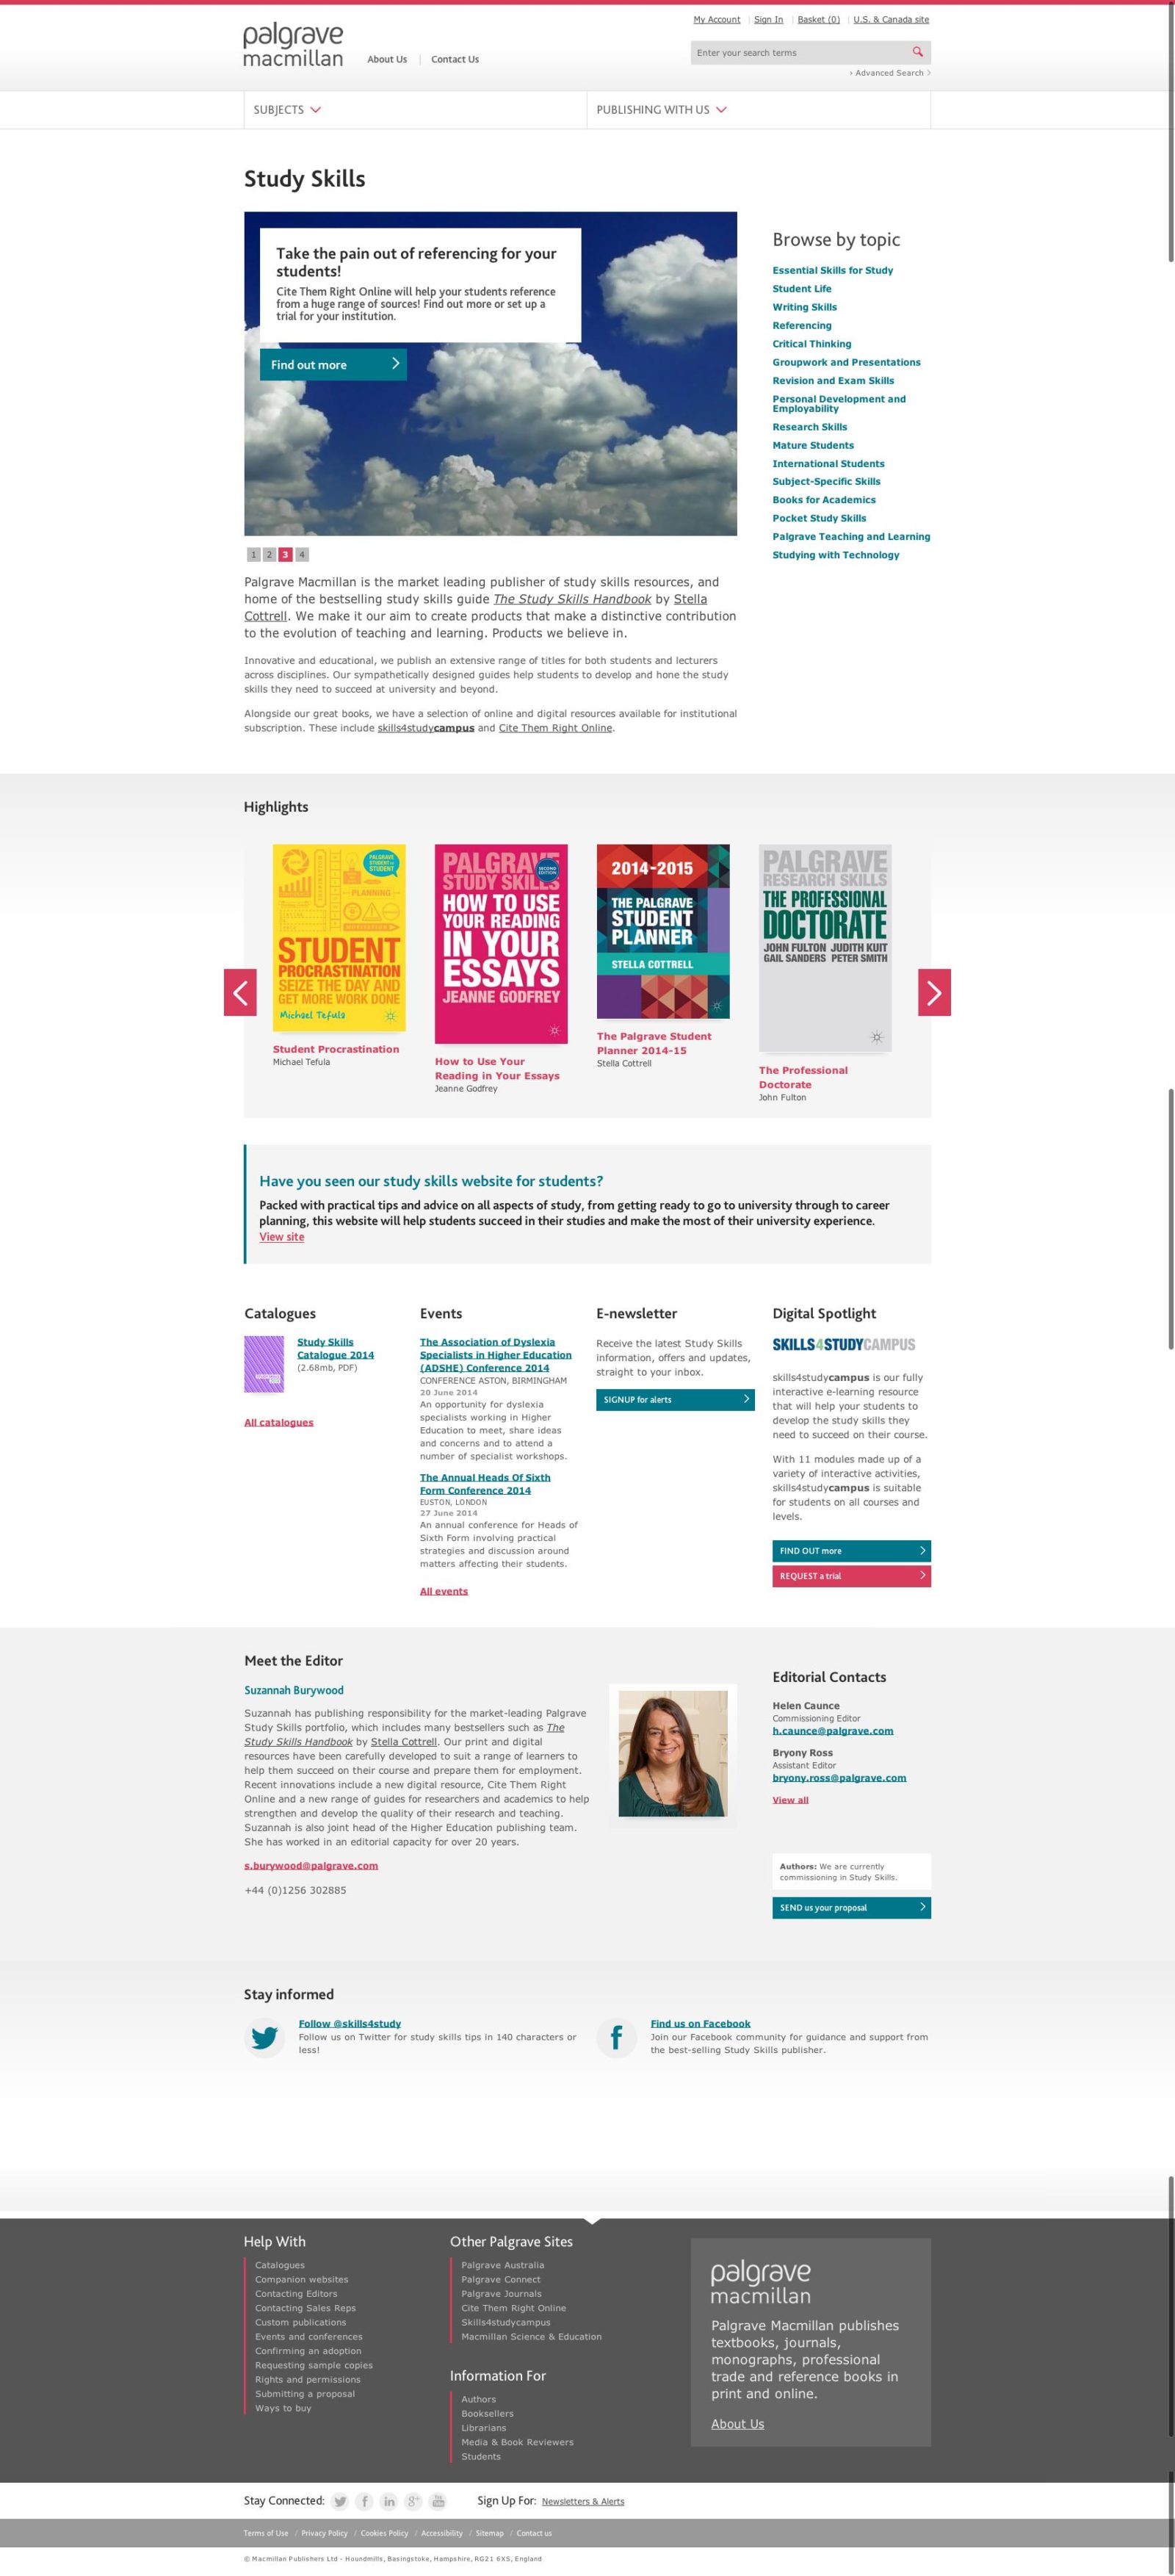 My Account | Sign In | Basket (0) | U.S. & Canada site
palgrave
macmillan
About Us | Contact Us
Enter your search terms
› Advanced Search
SUBJECTS
PUBLISHING WITH US
Study Skills
Take the pain out of referencing for your
students!
Cite Them Right Online will help your students reference
from a huge range of sources! Find out more or set up a
trial for your institution.
Find out more
1 2 3 4
Browse by topic
Essential Skills for Study
Student Life
Writing Skills
Referencing
Critical Thinking
Groupwork and Presentations
Revision and Exam Skills
Personal Development and
Employability
Research Skills
Mature Students
International Students
Subject-Specific Skills
Books for Academics
Pocket Study Skills
Palgrave Teaching and Learning
Studying with Technology
Palgrave Macmillan is the market leading publisher of study skills resources, and
home of the bestselling study skills guide The Study Skills Handbook by Stella
Cottrell. We make it our aim to create products that make a distinctive contribution
to the evolution of teaching and learning. Products we believe in.
Innovative and educational, we publish an extensive range of titles for both students and lecturers
across disciplines. Our sympathetically designed guides help students to develop and hone the study
skills they need to succeed at university and beyond.
Alongside our great books, we have a selection of online and digital resources available for institutional
subscription. These include skills4studycampus and Cite Them Right Online.
Highlights
PALGRAVE
STUDENT TO
STUDENT
PLANNING
STUDENT
PROCRASTINATION
SEIZE THE DAY AND
GET MORE WORK DONE
Michael Tefula
Student Procrastination
Michael Tefula
PALGRAVE
STUDY SKILLS
SECOND
EDITION
HOW TO USE
YOUR READING
IN YOUR
ESSAYS
JEANNE GODFREY
How to Use Your
Reading in Your Essays
Jeanne Godfrey
2014-2015
THE PALGRAVE
STUDENT
PLANNER
STELLA COTTRELL
The Palgrave Student
Planner 2014-15
Stella Cottrell
PALGRAVE
RESEARCH SKILLS
THE PROFESSIONAL
DOCTORATE
JOHN FULTON JUDITH KUIT
GAIL SANDERS PETER SMITH
The Professional
Doctorate
John Fulton
Have you seen our study skills website for students?
Packed with practical tips and advice on all aspects of study, from getting ready to go to university through to career
planning, this website will help students succeed in their studies and make the most of their university experience.
View site
Catalogues
Study Skills
Catalogue 2014
(2.68mb, PDF)
All catalogues
Events
The Association of Dyslexia
Specialists in Higher Education
(ADSHE) Conference 2014
CONFERENCE ASTON, BIRMINGHAM
20 June 2014
An opportunity for dyslexia
specialists working in Higher
Education to meet, share ideas
and concerns and to attend a
number of specialist workshops.
The Annual Heads Of Sixth
Form Conference 2014
EUSTON, LONDON
27 June 2014
An annual conference for Heads of
Sixth Form involving practical
strategies and discussion around
matters affecting their students.
All events
E-newsletter
Receive the latest Study Skills
information, offers and updates,
straight to your inbox.
SIGNUP for alerts
Digital Spotlight
SKILLS4STUDYCAMPUS
skills4studycampus is our fully
interactive e-learning resource
that will help your students to
develop the study skills they
need to succeed on their course.
With 11 modules made up of a
variety of interactive activities,
skills4studycampus is suitable
for students on all courses and
levels.
FIND OUT more
REQUEST a trial
Meet the Editor
Suzannah Burywood
Suzannah has publishing responsibility for the market-leading Palgrave
Study Skills portfolio, which includes many bestsellers such as The
Study Skills Handbook by Stella Cottrell. Our print and digital
resources have been carefully developed to suit a range of learners to
help them succeed on their course and prepare them for employment.
Recent innovations include a new digital resource, Cite Them Right
Online and a new range of guides for researchers and academics to help
strengthen and develop the quality of their research and teaching.
Suzannah is also joint head of the Higher Education publishing team.
She has worked in an editorial capacity for over 20 years.
s.burywood@palgrave.com
+44 (0)1256 302885
Editorial Contacts
Helen Caunce
Commissioning Editor
h.caunce@palgrave.com
Bryony Ross
Assistant Editor
bryony.ross@palgrave.com
View all
Authors: We are currently
commissioning in Study Skills.
SEND us your proposal
Stay informed
Follow @skills4study
Follow us on Twitter for study skills tips in 140 characters or
less!
Find us on Facebook
Join our Facebook community for guidance and support from
the best-selling Study Skills publisher.
Help With
Catalogues
Companion websites
Contacting Editors
Contacting Sales Reps
Custom publications
Events and conferences
Confirming an adoption
Requesting sample copies
Rights and permissions
Submitting a proposal
Ways to buy
Other Palgrave Sites
Palgrave Australia
Palgrave Connect
Palgrave Journals
Cite Them Right Online
Skills4studycampus
Macmillan Science & Education
Information For
Authors
Booksellers
Librarians
Media & Book Reviewers
Students
palgrave
macmillan
Palgrave Macmillan publishes
textbooks, journals,
monographs, professional
trade and reference books in
print and online.
About Us
Stay Connected:
Sign Up For: Newsletters & Alerts
Terms of Use / Privacy Policy / Cookies Policy / Accessibility / Sitemap / Contact us
© Macmillan Publishers Ltd - Houndmills, Basingstoke, Hampshire, RG21 6XS, England